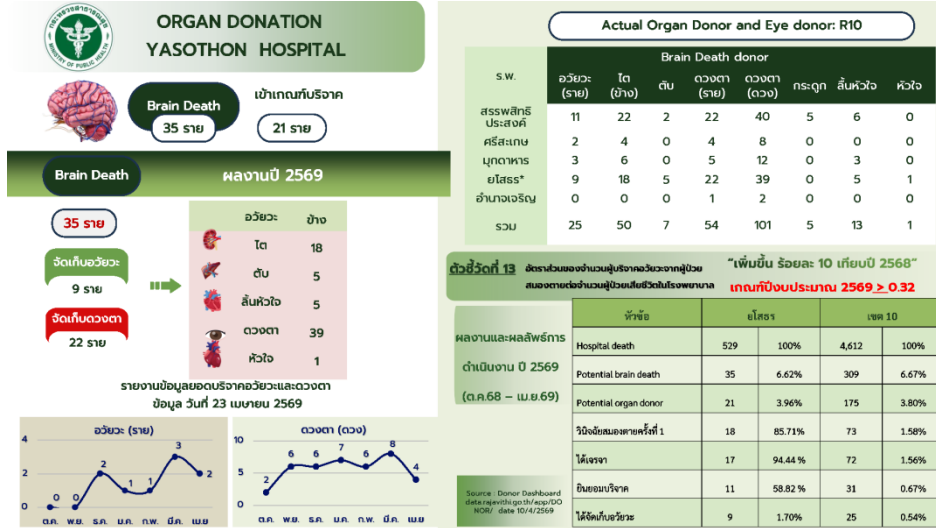 กระทรวงสาธารณสุข
MINISTRY OF PUBLIC HEALTH
ORGAN DONATION
YASOTHON HOSPITAL
Brain Death
35 ราย
เข้าเกณฑ์บริจาค
21 ราย
Brain Death
ผลงานปี 2569
35 ราย
จัดเก็บอวัยวะ
9 ราย
จัดเก็บดวงตา
22 ราย
อวัยวะ ข้าง
ไต 18
ตับ 5
ลิ้นหัวใจ 5
ดวงตา 39
หัวใจ 1
รายงานข้อมูลยอดบริจาคอวัยวะและดวงตา
ข้อมูล วันที่ 23 เมษายน 2569
อวัยวะ (ราย)
4
2
0
0 0 2 1 1 3 2
ต.ค. พ.ย. ธ.ค. ม.ค. ก.พ. มี.ค. เม.ย
ดวงตา (ดวง)
10
5
0
2 6 6 7 6 8 4
ต.ค. พ.ย. ธ.ค. ม.ค. ก.พ. มี.ค. เม.ย
Actual Organ Donor and Eye donor: R10
ร.พ.
Brain Death donor
อวัยวะ (ราย) ไต (ข้าง) ตับ ดวงตา (ราย) ดวงตา (ดวง) กระดูก ลิ้นหัวใจ หัวใจ
สรรพสิทธิประสงค์ 11 22 2 22 40 5 6 0
ศรีสะเกษ 2 4 0 4 8 0 0 0
มุกดาหาร 3 6 0 5 12 0 3 0
ยโสธร* 9 18 5 22 39 0 5 1
อำนาจเจริญ 0 0 0 1 2 0 0 0
รวม 25 50 7 54 101 5 13 1
ตัวชี้วัดที่ 13 อัตราส่วนของจำนวนผู้บริจาคอวัยวะจากผู้ป่วย
สมองตายต่อจำนวนผู้ป่วยเสียชีวิตในโรงพยาบาล
"เพิ่มขึ้น ร้อยละ 10 เทียบปี 2568"
เกณฑ์ปีงบประมาณ 2569 > 0.32
ผลงานและผลลัพธ์การ
ดำเนินงาน ปี 2569
(ต.ค.68 – เม.ย.69)
Source : Donor Dashboard
data.rajavithi.go.th/app/DO
NOR/ date 10/4/2569
หัวข้อ ยโสธร เขต 10
Hospital death 529 100% 4,612 100%
Potential brain death 35 6.62% 309 6.67%
Potential organ donor 21 3.96% 175 3.80%
วินิจฉัยสมองตายครั้งที่ 1 18 85.71% 73 1.58%
ได้เจรจา 17 94.44 % 72 1.56%
ยินยอมบริจาค 11 58.82 % 31 0.67%
ได้จัดเก็บอวัยวะ 9 1.70% 25 0.54%